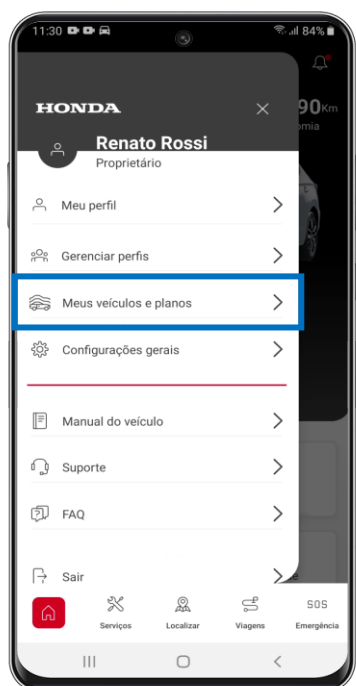 11:30 84%
HONDA
90Km
omia
Renato Rossi
Proprietário
Meu perfil
Gerenciar perfis
Meus veículos e planos
Configurações gerais
Manual do veículo
Suporte
FAQ
Sair
Serviços Localizar Viagens SOS Emergência